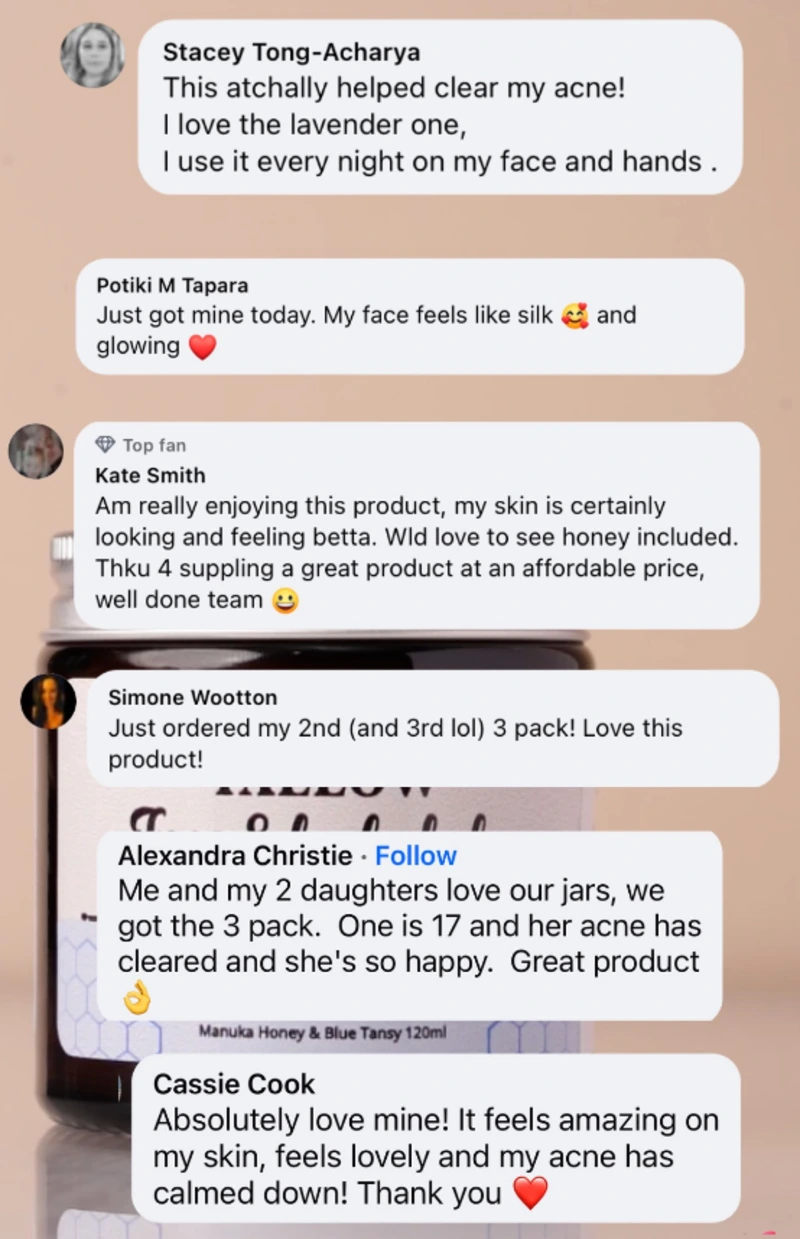 Stacey Tong-Acharya
This atchally helped clear my acne!
I love the lavender one,
I use it every night on my face and hands .
Potiki M Tapara
Just got mine today. My face feels like silk 🥰 and
glowing ❤️
Top fan
Kate Smith
Am really enjoying this product, my skin is certainly
looking and feeling betta. Wld love to see honey included.
Thku 4 suppling a great product at an affordable price,
well done team 😀
Simone Wootton
Just ordered my 2nd (and 3rd lol) 3 pack! Love this
product!
Alexandra Christie · Follow
Me and my 2 daughters love our jars, we
got the 3 pack.  One is 17 and her acne has
cleared and she's so happy.  Great product
👌
Manuka Honey & Blue Tansy 120ml
Cassie Cook
Absolutely love mine! It feels amazing on
my skin, feels lovely and my acne has
calmed down! Thank you ❤️